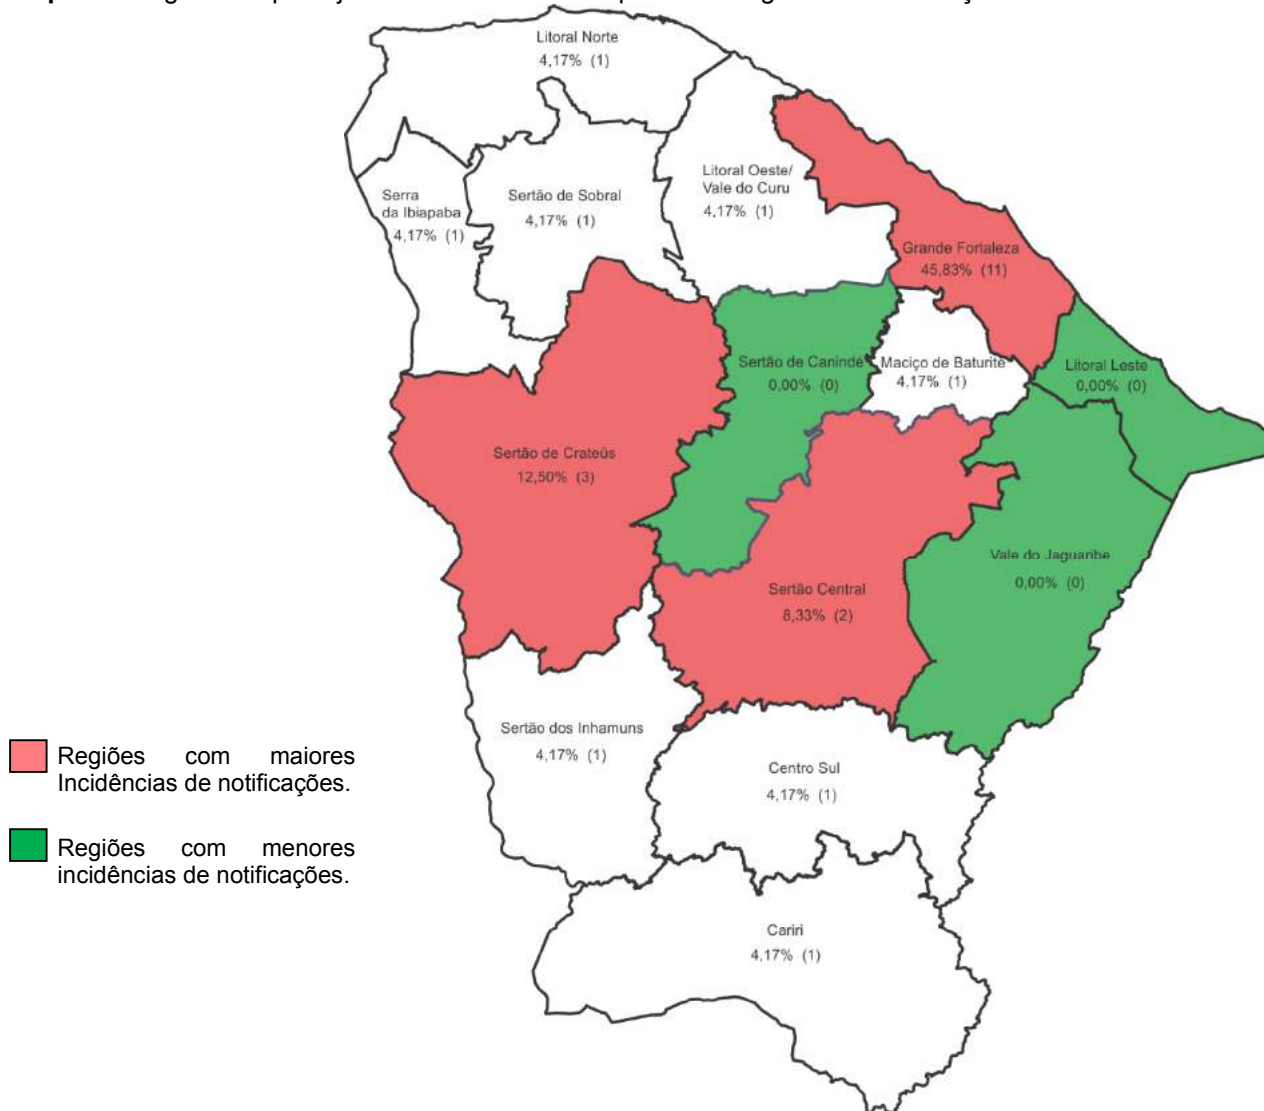 Litoral Norte
4,17% (1)
Litoral Oeste/
Vale do Curu
4,17% (1)
Serra
da Ibiapaba
4,17% (1)
Sertão de Sobral
4,17% (1)
Grande Fortaleza
45,83% (11)
Sertão de Canindé
0,00% (0)
Maciço de Baturité
4,17% (1)
Litoral Leste
0,00% (0)
Sertão de Crateús
12,50% (3)
Vale do Jaguaribe
0,00% (0)
Sertão Central
8,33% (2)
Sertão dos Inhamuns
4,17% (1)
Centro Sul
4,17% (1)
Cariri
4,17% (1)
Regiões com maiores
Incidências de notificações.
Regiões com menores
incidências de notificações.